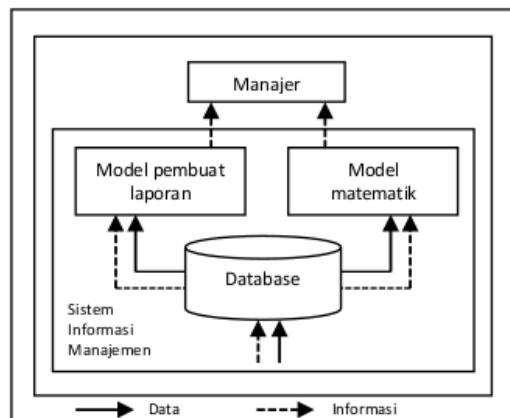 Manajer
Model pembuat
laporan
Model
matematik
Database
Sistem
Informasi
Manajemen
Data
Informasi